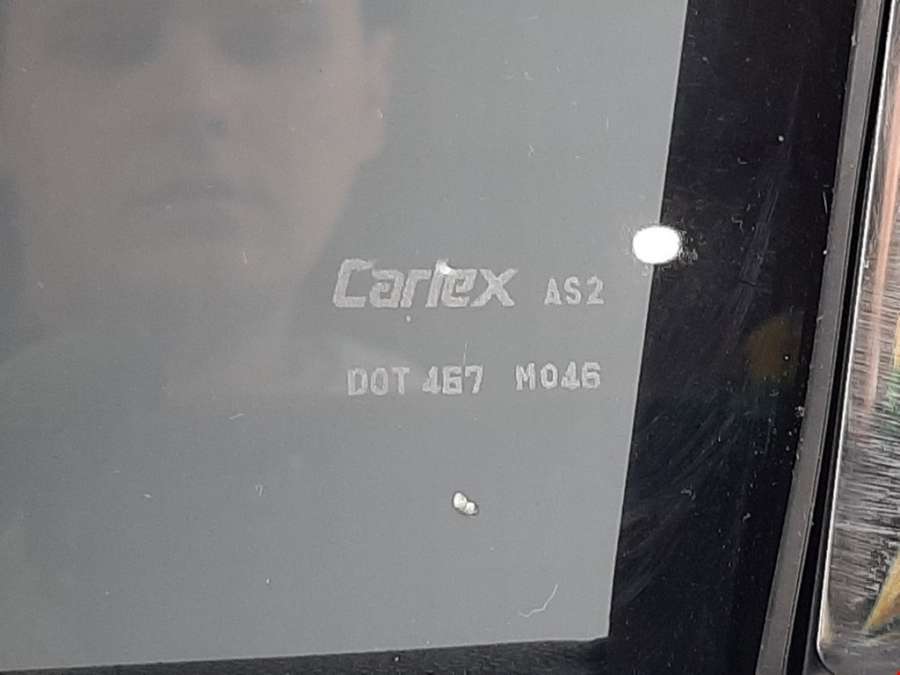 Carlex AS2
DOT 467 M046